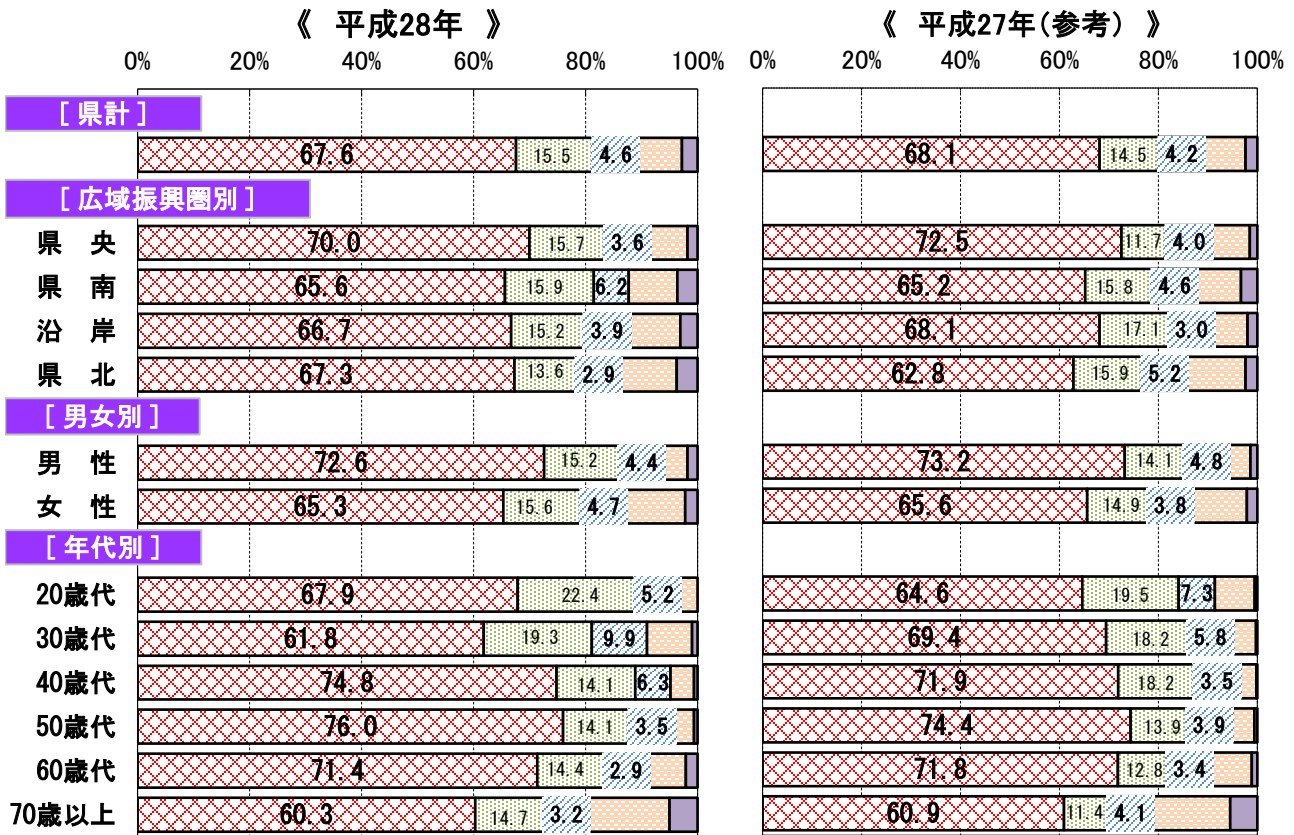 《 平成28年 》 《 平成27年(参考) 》
0% 20% 40% 60% 80% 100% 0% 20% 40% 60% 80% 100%
[ 県計 ]
67.6 15.5 4.6 68.1 14.5 4.2
[ 広域振興圏別 ]
県 央 70.0 15.7 3.6 72.5 11.7 4.0
県 南 65.6 15.9 6.2 65.2 15.8 4.6
沿 岸 66.7 15.2 3.9 68.1 17.1 3.0
県 北 67.3 13.6 2.9 62.8 15.9 5.2
[ 男女別 ]
男 性 72.6 15.2 4.4 73.2 14.1 4.8
女 性 65.3 15.6 4.7 65.6 14.9 3.8
[ 年代別 ]
20歳代 67.9 22.4 5.2 64.6 19.5 7.3
30歳代 61.8 19.3 9.9 69.4 18.2 5.8
40歳代 74.8 14.1 6.3 71.9 18.2 3.5
50歳代 76.0 14.1 3.5 74.4 13.9 3.9
60歳代 71.4 14.4 2.9 71.8 12.8 3.4
70歳以上 60.3 14.7 3.2 60.9 11.4 4.1